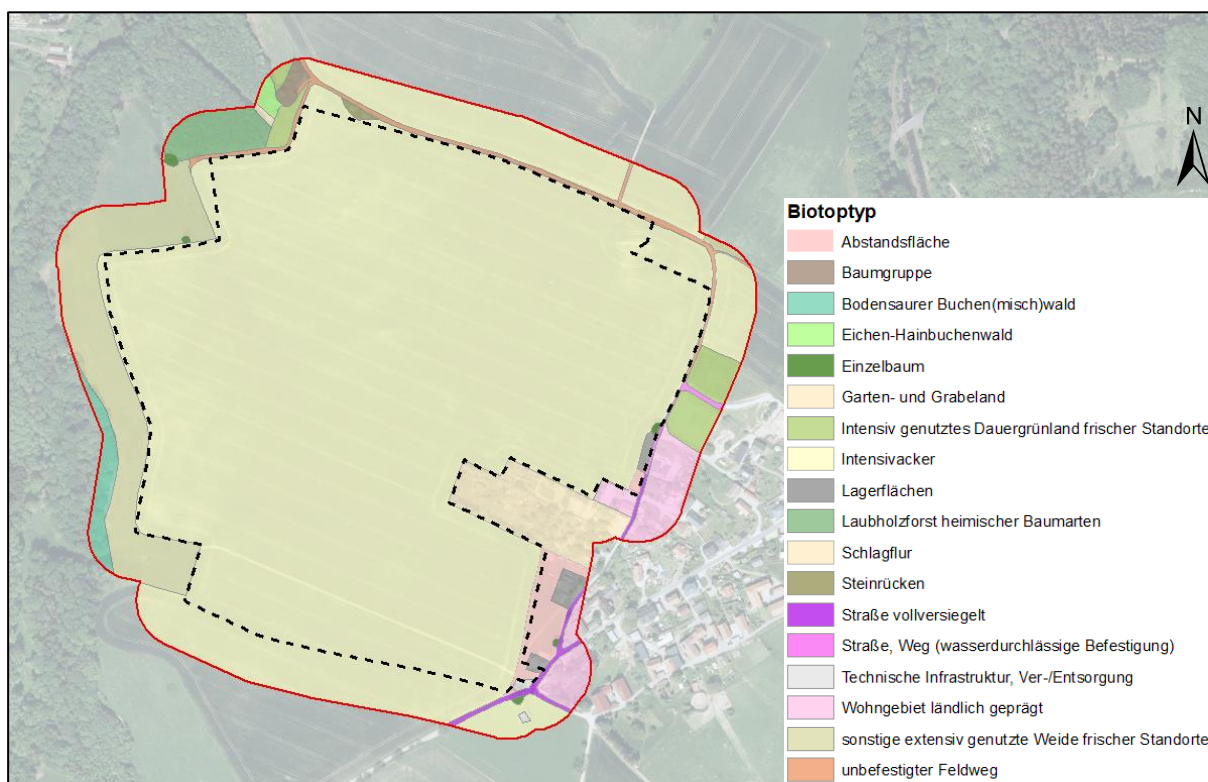 N
Biotoptyp
Abstandsfläche
Baumgruppe
Bodensaurer Buchen(misch)wald
Eichen-Hainbuchenwald
Einzelbaum
Garten- und Grabeland
Intensiv genutztes Dauergrünland frischer Standorte
Intensivacker
Lagerflächen
Laubholzforst heimischer Baumarten
Schlagflur
Steinrücken
Straße vollversiegelt
Straße, Weg (wasserdurchlässige Befestigung)
Technische Infrastruktur, Ver-/Entsorgung
Wohngebiet ländlich geprägt
sonstige extensiv genutzte Weide frischer Standorte
unbefestigter Feldweg